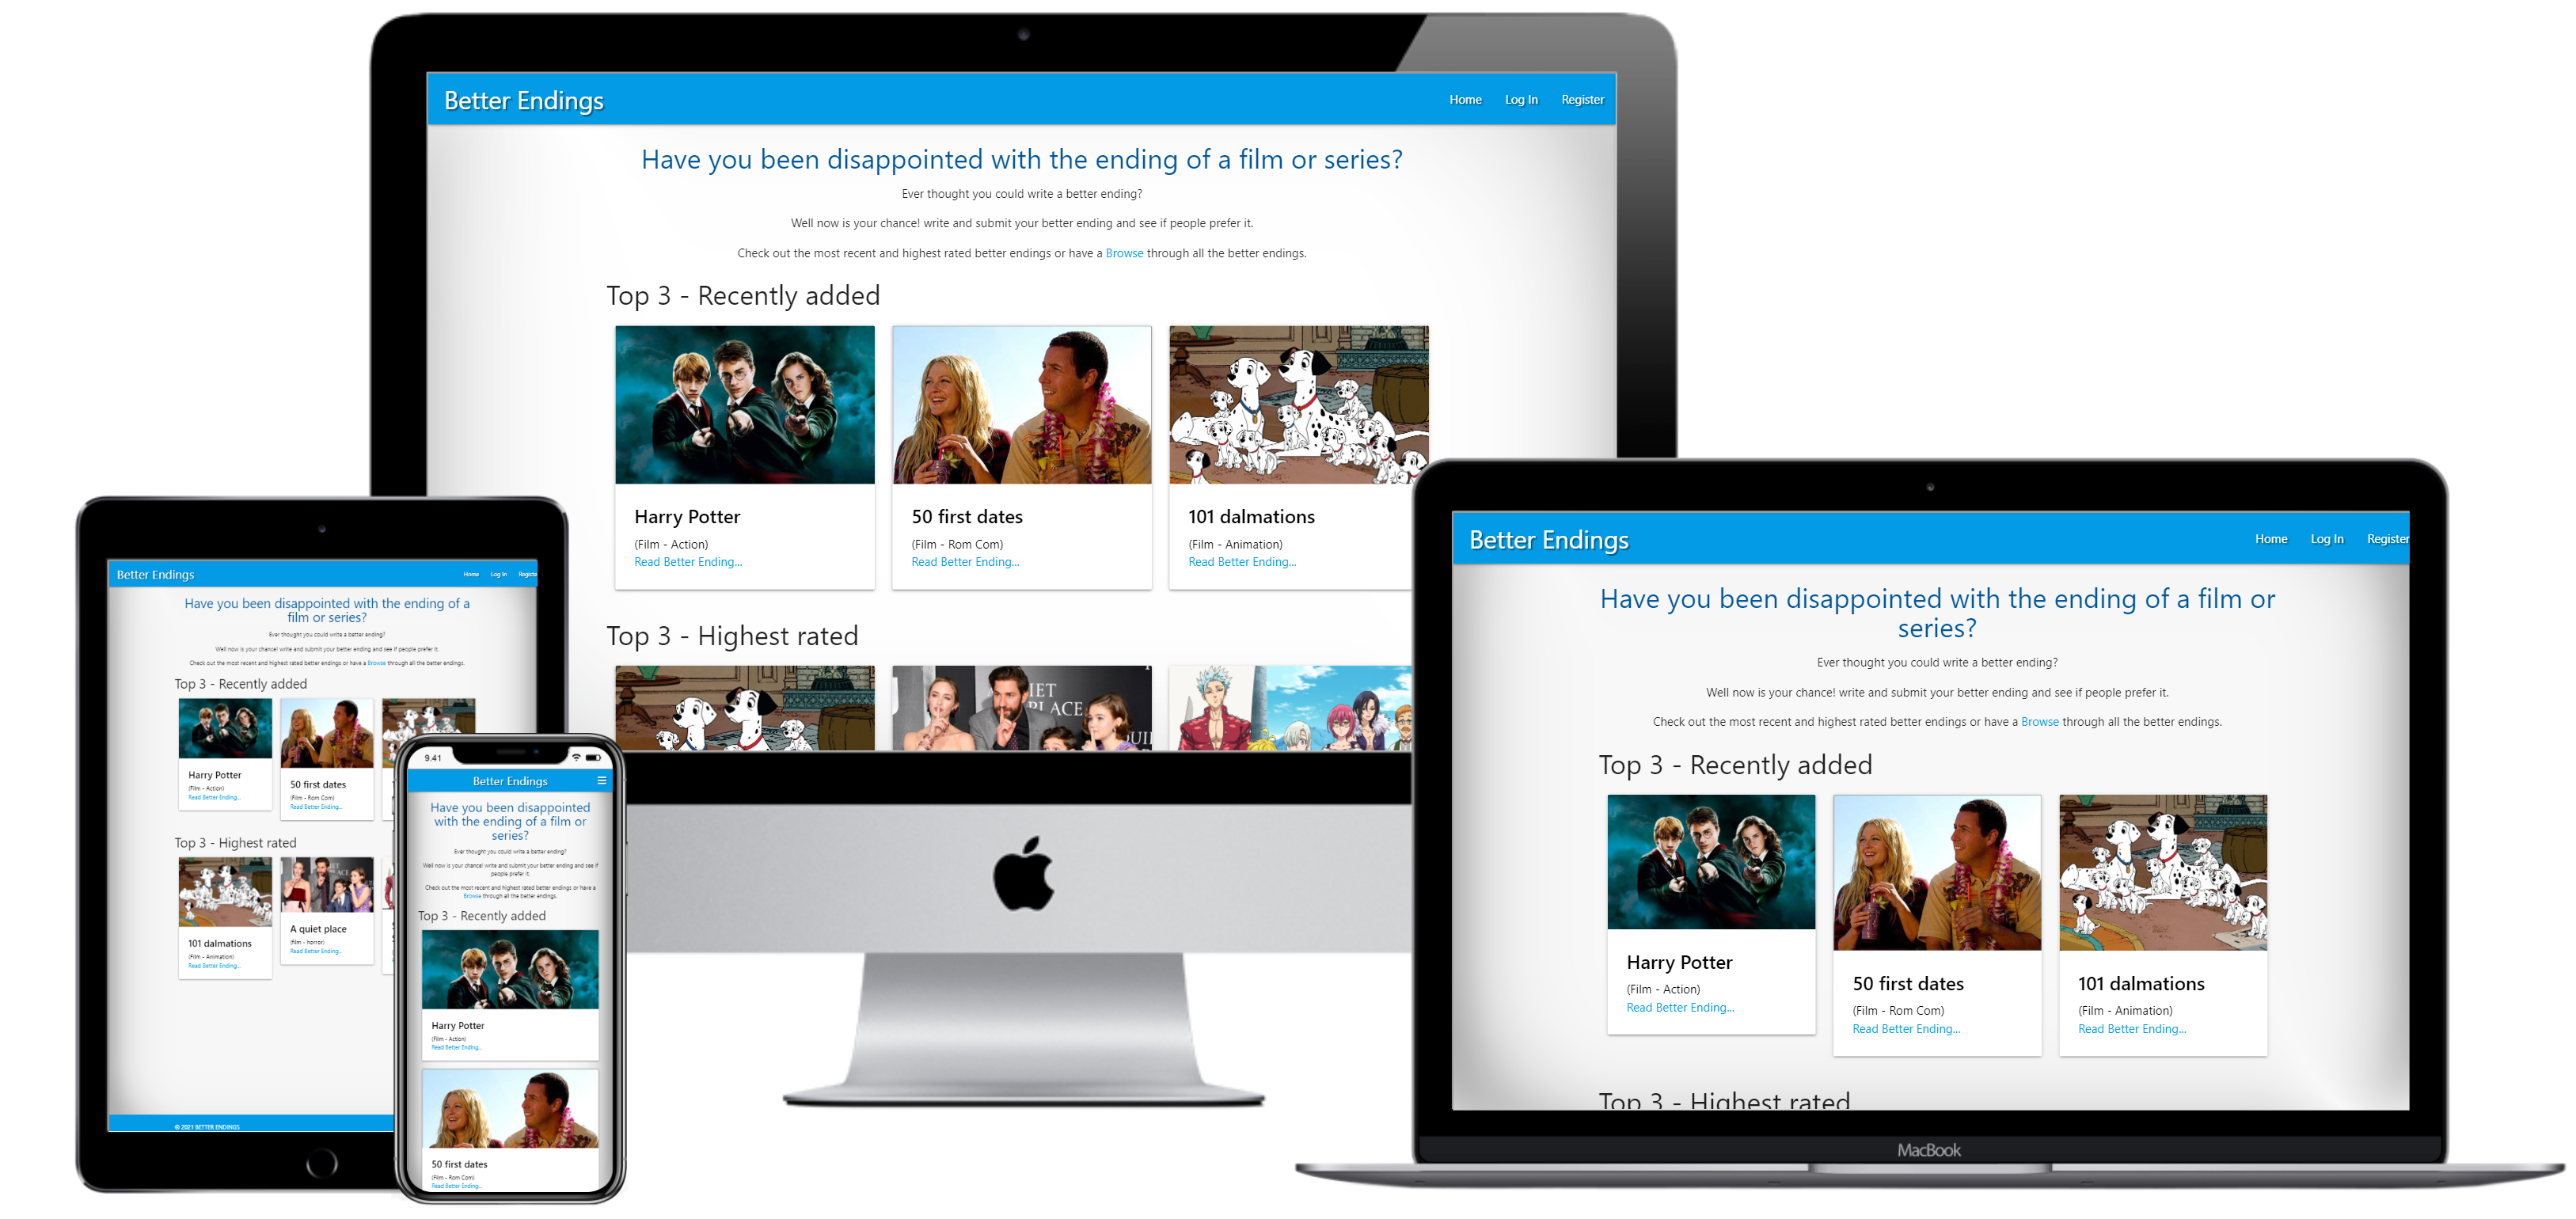 Better Endings
Home Log In Register
Have you been disappointed with the ending of a film or series?
Ever thought you could write a better ending?
Well now is your chance! write and submit your better ending and see if people prefer it.
Check out the most recent and highest rated better endings or have a Browse through all the better endings.
Top 3 - Recently added
Harry Potter
(Film - Action)
Read Better Ending...
50 first dates
(Film - Rom Com)
Read Better Ending...
101 dalmations
(Film - Animation)
Read Better Ending...
Top 3 - Highest rated
IET
PLACE
Better Endings
Home Log In Register
Have you been disappointed with the ending of a
film or series?
Ever thought you could write a better ending?
Well now is your chance! write and submit your better ending and see if people prefer it.
Check out the most recent and highest rated better endings or have a Browse through all the better endings.
Top 3 - Recently added
Harry Potter
(Film - Action)
Read Better Ending...
50 first dates
(Film - Rom Com)
Read Better Ending...
Top 3 - Highest rated
101 dalmations
(Film - Animation)
Read Better Ending...
A quiet place
(film - horror)
Read Better Ending...
© 2021 BETTER ENDINGS
9.41
Better Endings
Have you been disappointed
with the ending of a film or
series?
Ever thought you could write a better ending?
Well now is your chance! write and submit your better ending and see if
people prefer it.
Check out the most recent and highest rated better endings or have a
Browse through all the better endings.
Top 3 - Recently added
Harry Potter
(Film - Action)
Read Better Ending...
50 first dates
(Film - Rom Com)
Read Better Ending...
Better Endings
Home Log In Register
Have you been disappointed with the ending of a film or
series?
Ever thought you could write a better ending?
Well now is your chance! write and submit your better ending and see if people prefer it.
Check out the most recent and highest rated better endings or have a Browse through all the better endings.
Top 3 - Recently added
Harry Potter
(Film - Action)
Read Better Ending...
50 first dates
(Film - Rom Com)
Read Better Ending...
101 dalmations
(Film - Animation)
Read Better Ending...
Top 3 - Highest rated
MacBook